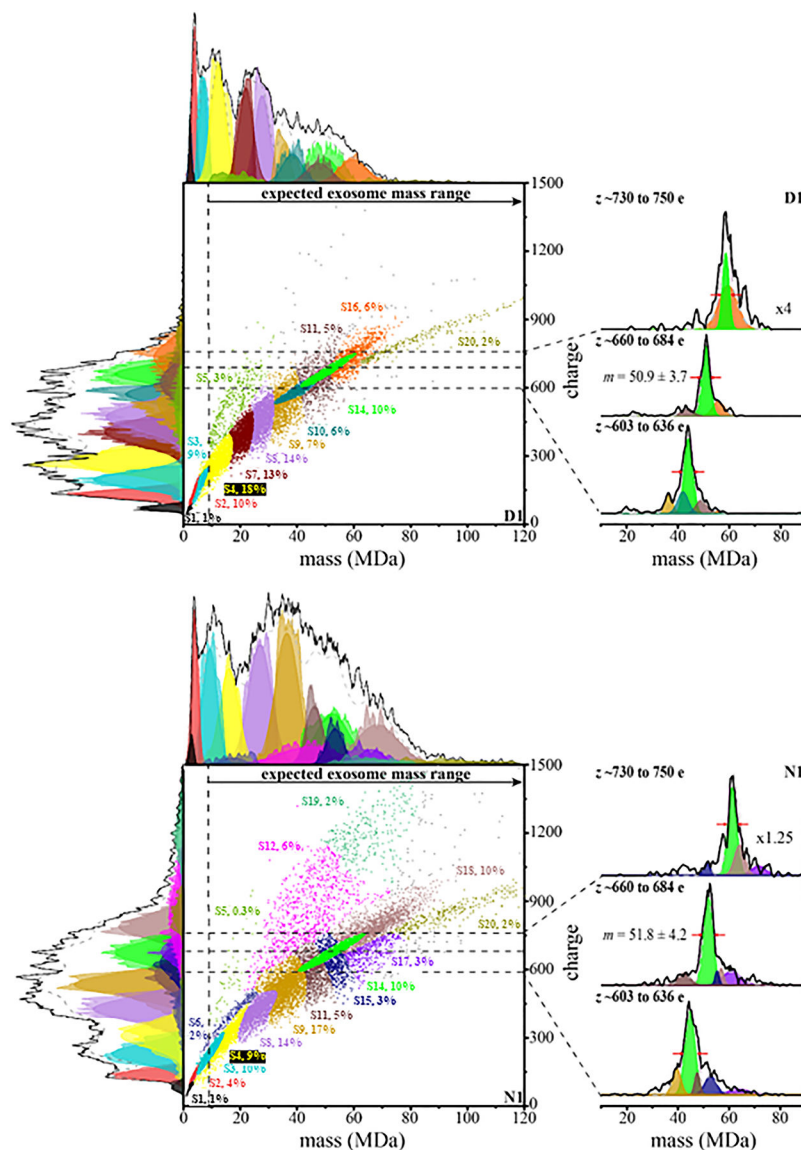 expected exosome mass range
1500
z ~730 to 750 e
D1
1200
S16, 6%
x4
S11, 5%
900
S20, 2%
z ~660 to 684 e
S5, 3%
charge
m = 50.9 ± 3.7
600
S14, 10%
S3,
9%
S10, 6%
z ~603 to 636 e
S9, 7%
S8, 14%
300
S7, 13%
S4, 18%
S2, 10%
S1, 1%
D1
0
0 20 40 60 80 100 120
20 40 60 80
mass (MDa)
mass (MDa)
expected exosome mass range
1500
z ~730 to 750 e
N1
S19, 2%
1200
S12, 6%
x1.25
S18, 10%
900
z ~660 to 684 e
S5, 0.3%
S20, 2%
charge
m = 51.8 ± 4.2
S17, 3%
600
S14, 10%
S15, 3%
z ~603 to 636 e
S6,
2%
S11, 5%
S9, 17%
300
S8, 14%
S4, 9%
S3, 10%
S2, 4%
S1, 1%
N1
0
0 20 40 60 80 100 120
20 40 60 80
mass (MDa)
mass (MDa)